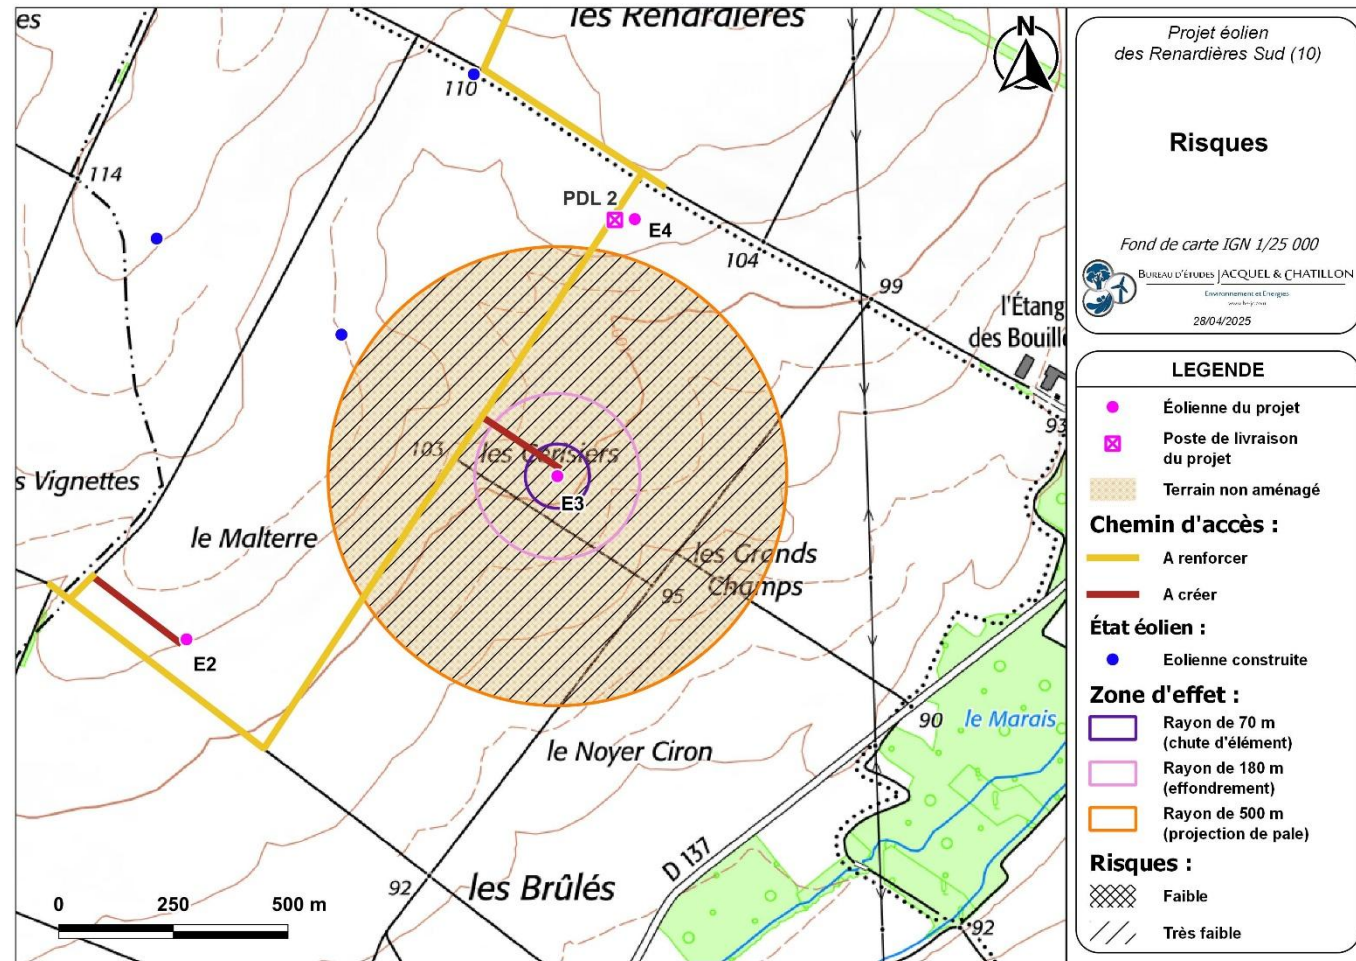 es
les Renardières
N
110
114
PDL 2
E4
104
99
l'Étang
des Bouill
93
103
les Cerisiers
E3
s Vignettes
le Malterre
les Grands
Champs
95
E2
90
le Marais
le Noyer Ciron
D 137
92
les Brûlés
92
0 250 500 m
Projet éolien
des Renardières Sud (10)
Risques
Fond de carte IGN 1/25 000
BUREAU D'ÉTUDES JACQUEL & CHATILLON
Environnement et Energies
28/04/2025
LEGENDE
Éolienne du projet
Poste de livraison
du projet
Terrain non aménagé
Chemin d'accès :
A renforcer
A créer
État éolien :
Eolienne construite
Zone d'effet :
Rayon de 70 m
(chute d'élément)
Rayon de 180 m
(effondrement)
Rayon de 500 m
(projection de pale)
Risques :
Faible
Très faible